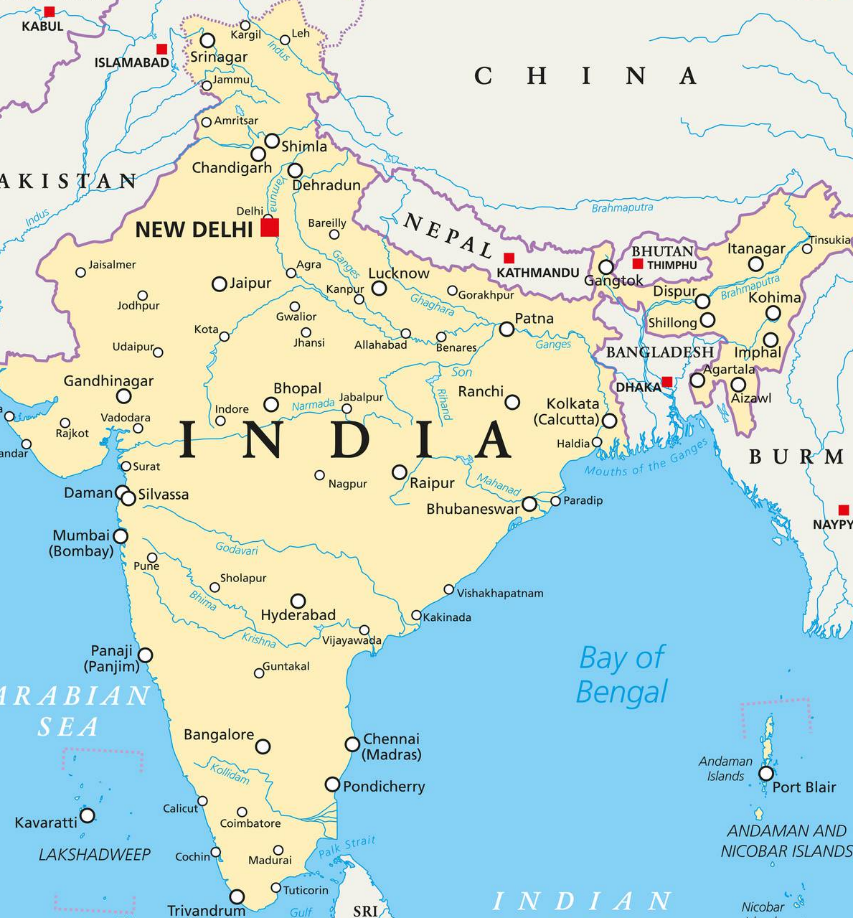 KABUL
ISLAMABAD
Kargil
Leh
Srinagar
Indus
Jammu
CHINA
Amritsar
Shimla
Chandigarh
Dehradun
AKISTAN
Indus
Yamuna
Delhi
NEW DELHI
Bareilly
NEPAL
Brahmaputra
BHUTAN
THIMPHU
KATHMANDU
Gangtok
Itanagar
Tinsukia
Jaisalmer
Agra
Ganges
Lucknow
Jaipur
Kanpur
Gorakhpur
Dispur
Brahmaputra
Kohima
Jodhpur
Gwalior
Ghaghara
Patna
Shillong
Kota
Jhansi
Allahabad
Benares
Ganges
Imphal
BANGLADESH
Udaipur
Son
Agartala
DHAKA
Aizawl
Gandhinagar
Bhopal
Jabalpur
Rihand
Ranchi
Kolkata
(Calcutta)
Vadodara
Indore
Narmada
Rajkot
andar
INDIA
Haldia
Mouths of the Ganges
BURM
Surat
Nagpur
Raipur
Mahanad
Daman
Silvassa
Bhubaneswar
Paradip
NAYPY
Mumbai
(Bombay)
Godavari
Pune
Sholapur
Bhima
Hyderabad
Vishakhapatnam
Kakinada
Krishna
Vijayawada
Panaji
(Panjim)
Guntakal
Bay of
Bengal
ARABIAN
SEA
Bangalore
Chennai
(Madras)
Kollidam
Pondicherry
Andaman
Islands
Port Blair
Calicut
Coimbatore
Kavaratti
LAKSHADWEEP
ANDAMAN AND
NICOBAR ISLANDS
Cochin
Madurai
Palk Strait
Tuticorin
Trivandrum
Gulf
SRI
INDIAN
Nicobar